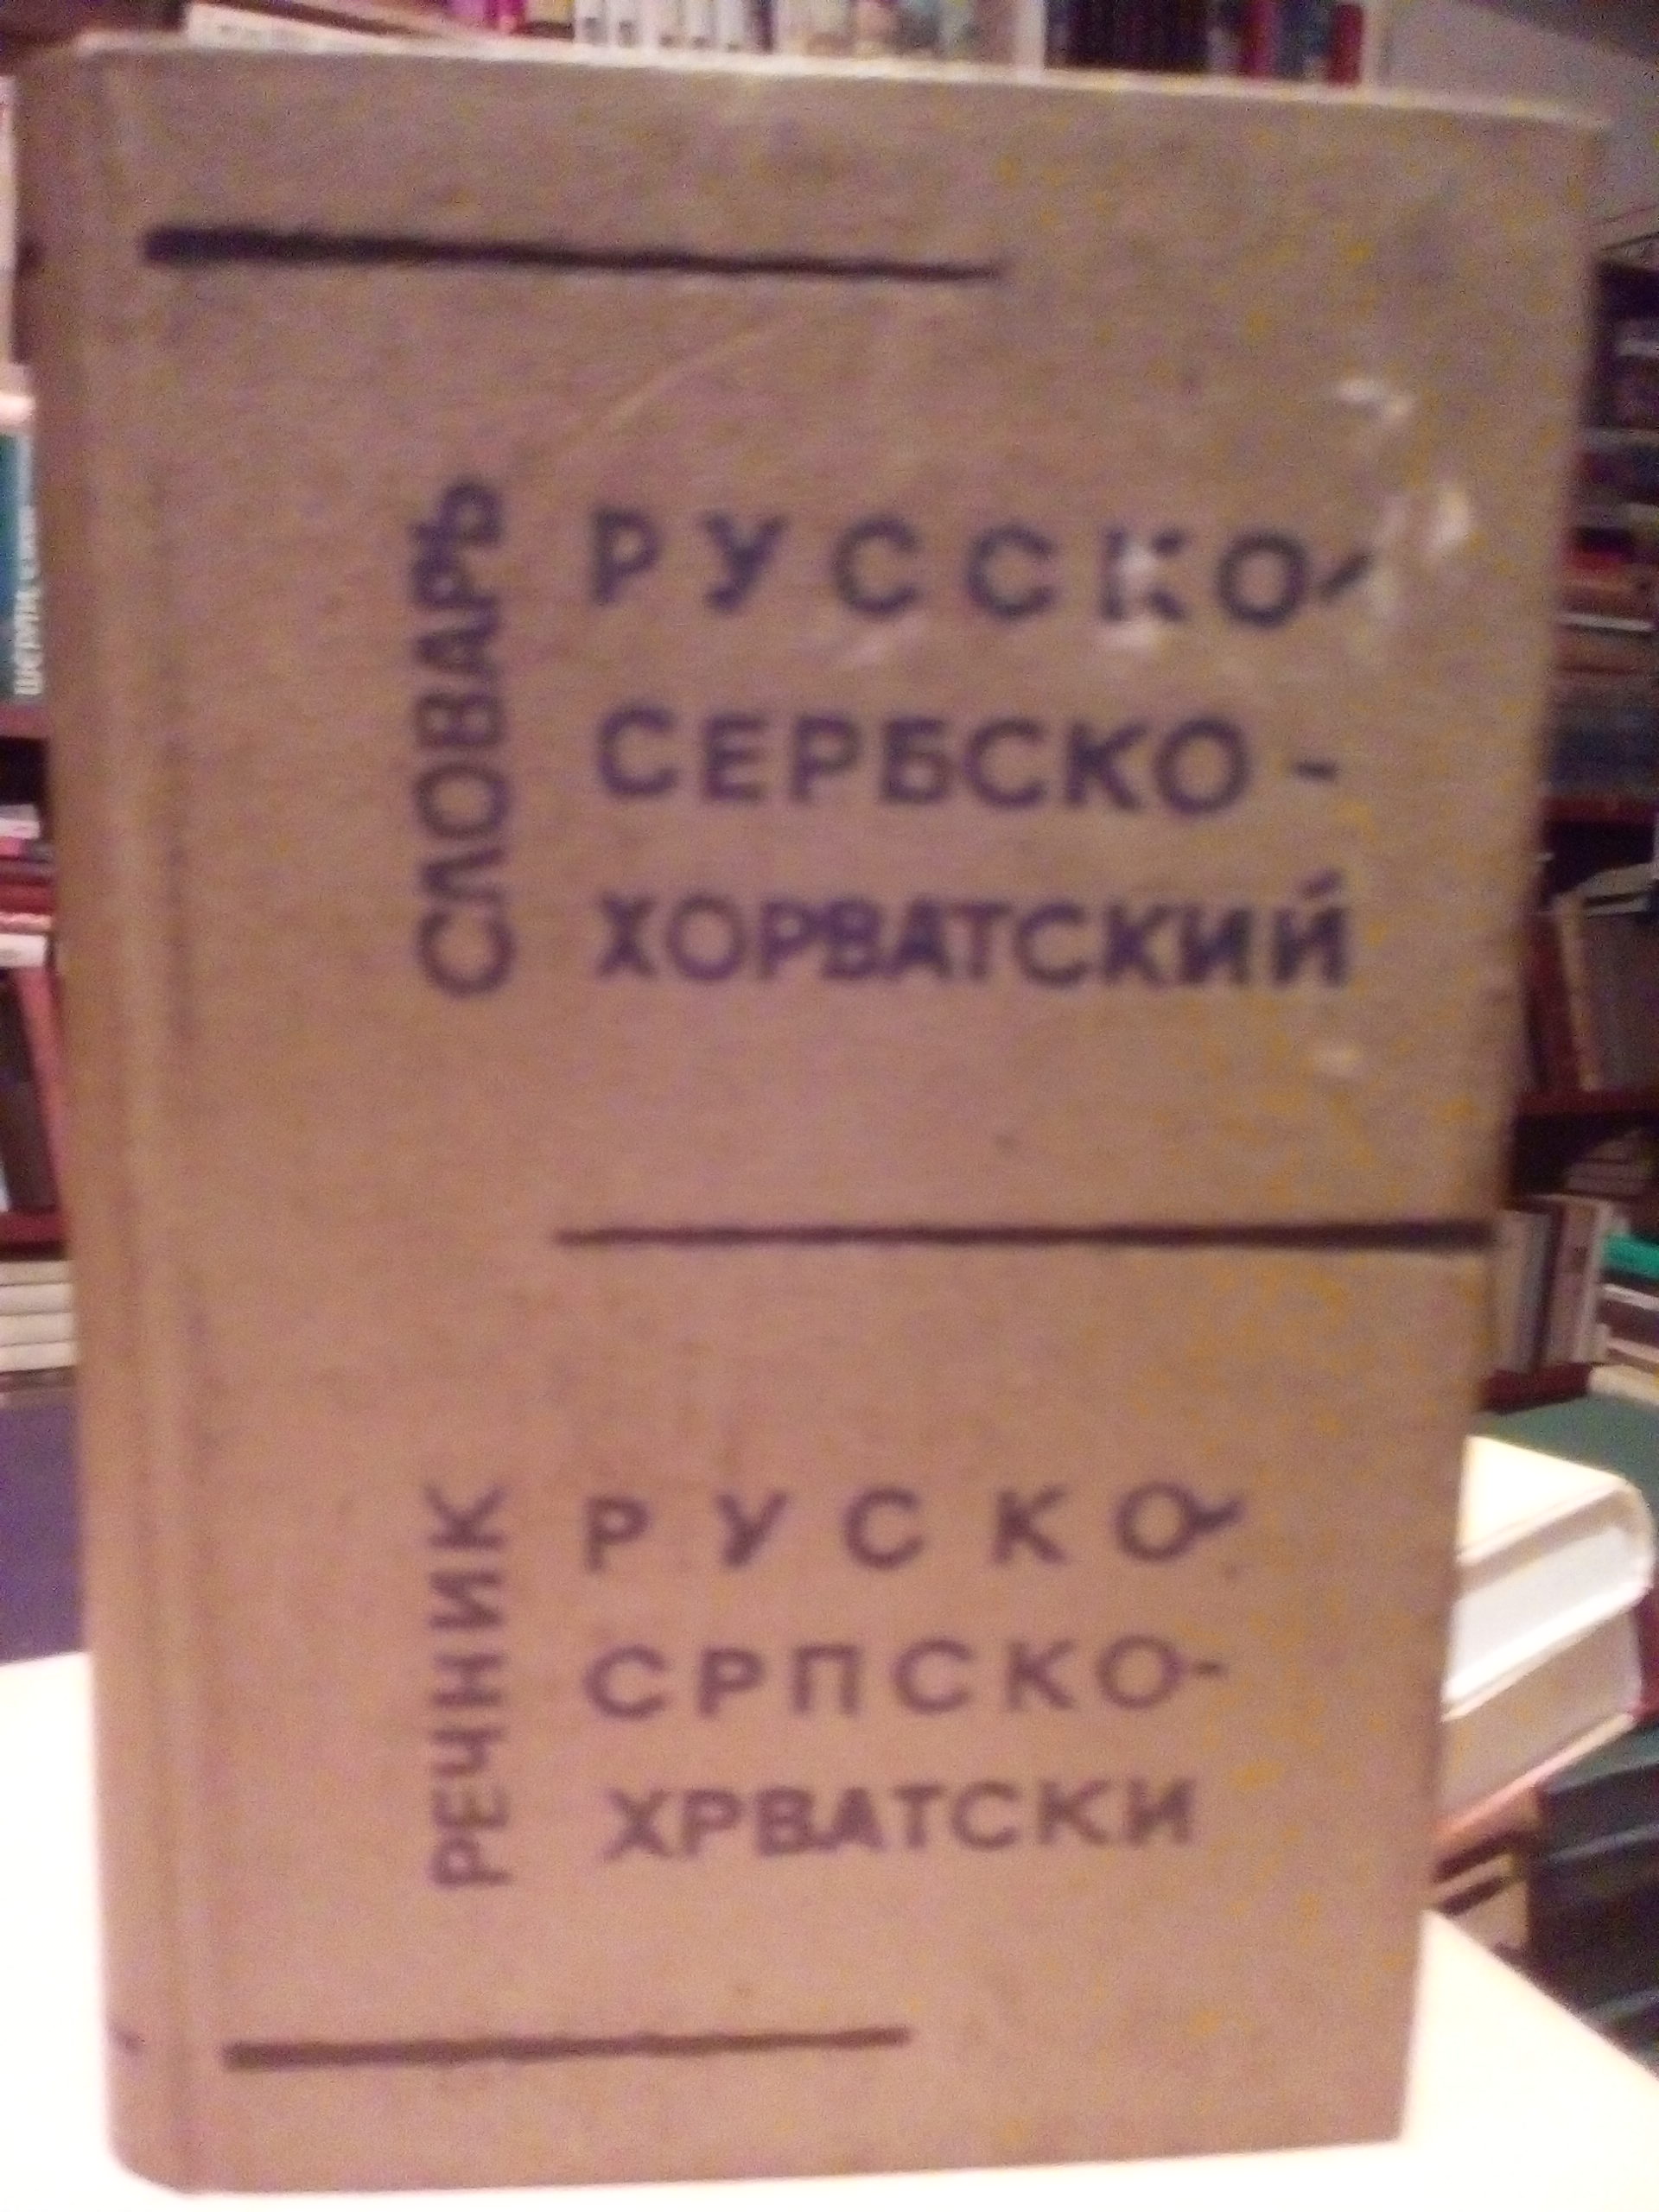 СЛОВАРЬ
РУССКО-
СЕРБСКО-
ХОРВАТСКИЙ
РЕЧНИК
РУСКО-
СРПСКО-
ХРВАТСКИ